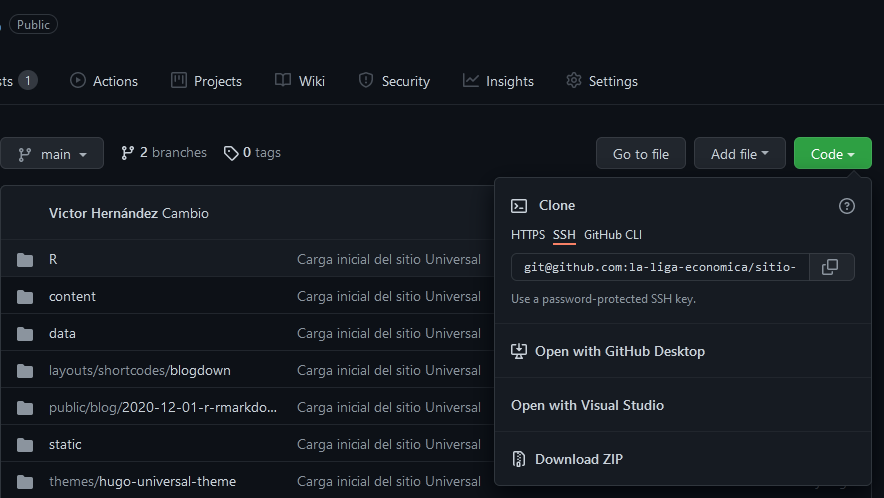 Public
sts 1 Actions Projects Wiki Security Insights Settings
main 2 branches 0 tags Go to file Add file Code
Victor Hernández Cambio
R Carga inicial del sitio Universal
content Carga inicial del sitio Universal
data Carga inicial del sitio Universal
layouts/shortcodes/blogdown Carga inicial del sitio Universal
public/blog/2020-12-01-r-rmarkdo... Carga inicial del sitio Universal
static Carga inicial del sitio Universal
themes/hugo-universal-theme Carga inicial del sitio Universal
Clone
HTTPS SSH GitHub CLI
git@github.com:la-liga-economica/sitio-
Use a password-protected SSH key.
Open with GitHub Desktop
Open with Visual Studio
Download ZIP